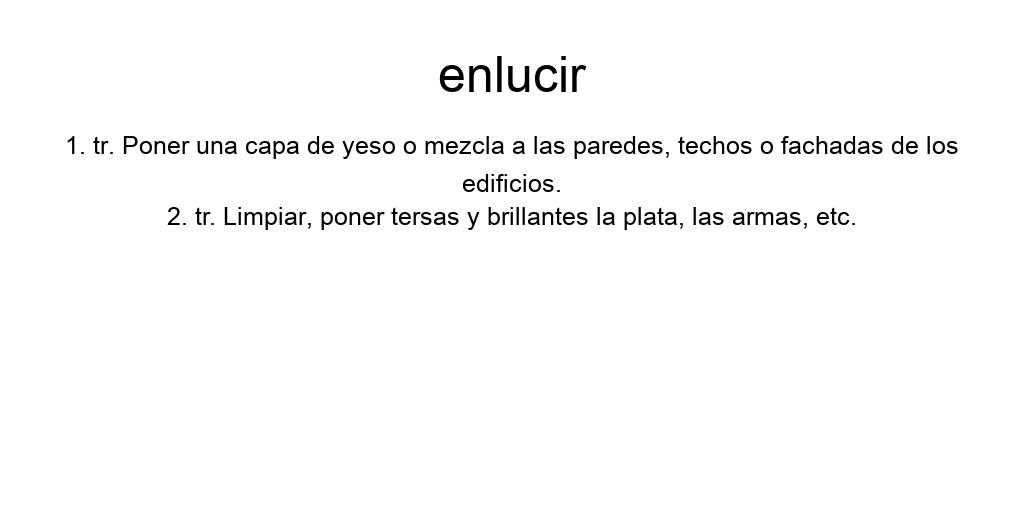 enlucir
1. tr. Poner una capa de yeso o mezcla a las paredes, techos o fachadas de los
edificios.
2. tr. Limpiar, poner tersas y brillantes la plata, las armas, etc.